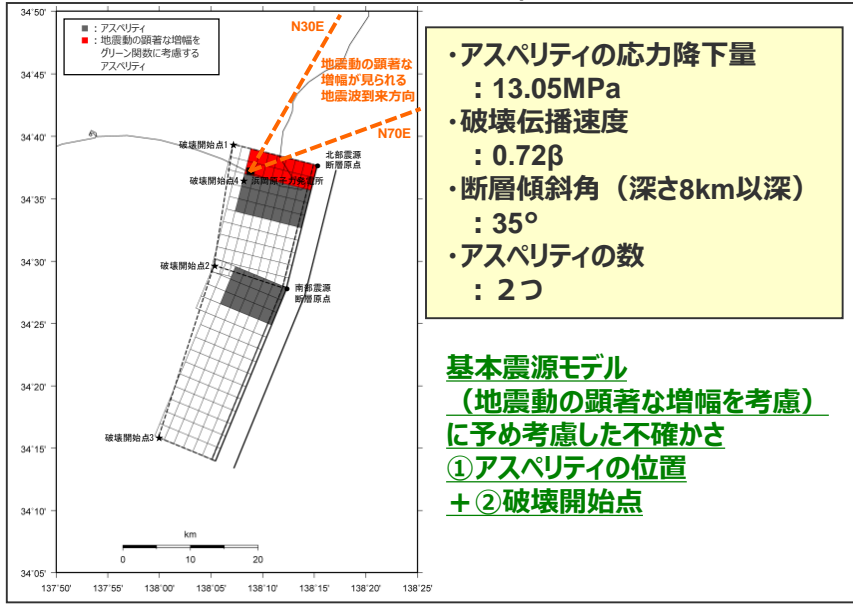 34˚50'
34˚45'
34˚40'
34˚35'
34˚30'
34˚25'
34˚20'
34˚15'
34˚10'
34˚05'
■：アスペリティ
■：地震動の顕著な増幅を
グリーン関数に考慮する
アスペリティ
N30E
地震動の顕著な
増幅が見られる
地震波到来方向
N70E
破壊開始点1
北部震源
断層原点
破壊開始点4
浜岡原子力発電所
破壊開始点2
南部震源
断層原点
破壊開始点3
km
0 10 20
137˚50' 137˚55' 138˚00' 138˚05' 138˚10' 138˚15' 138˚20' 138˚25'
･アスペリティの応力降下量
：13.05MPa
･破壊伝播速度
：0.72β
･断層傾斜角（深さ8km以深）
：35°
･アスペリティの数
：２つ
基本震源モデル
（地震動の顕著な増幅を考慮）
に予め考慮した不確かさ
①アスペリティの位置
＋②破壊開始点